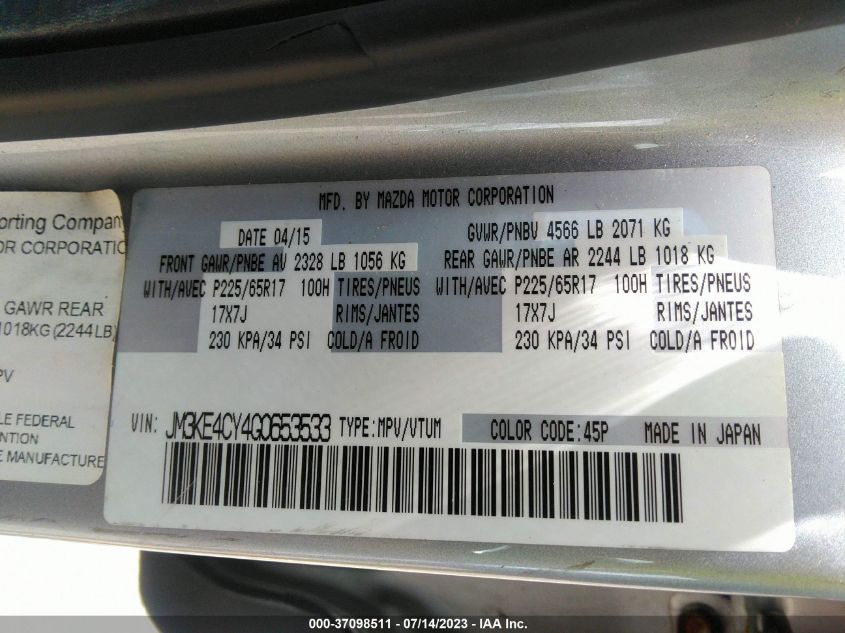 MFD. BY MAZDA MOTOR CORPORATION
DATE 04/15
GVWR/PNBV 4566 LB 2071 KG
FRONT GAWR/PNBE AV 2328 LB 1056 KG
REAR GAWR/PNBE AR 2244 LB 1018 KG
WITH/AVEC P225/65R17 100H TIRES/PNEUS WITH/AVEC P225/65R17 100H TIRES/PNEUS
17X7J RIMS/JANTES 17X7J RIMS/JANTES
230 KPA/34 PSI COLD/A FROID 230 KPA/34 PSI COLD/A FROID
VIN: JM3KE4CY4G0653533 TYPE:MPV/VTUM COLOR CODE:45P MADE IN JAPAN
orting Company
OR CORPORATIO
GAWR REAR
1018KG (2244LB)
PV
LE FEDERAL
ENTION
E MANUFACTURE
000-37098511 / 07/14/2023 - IAA Inc.